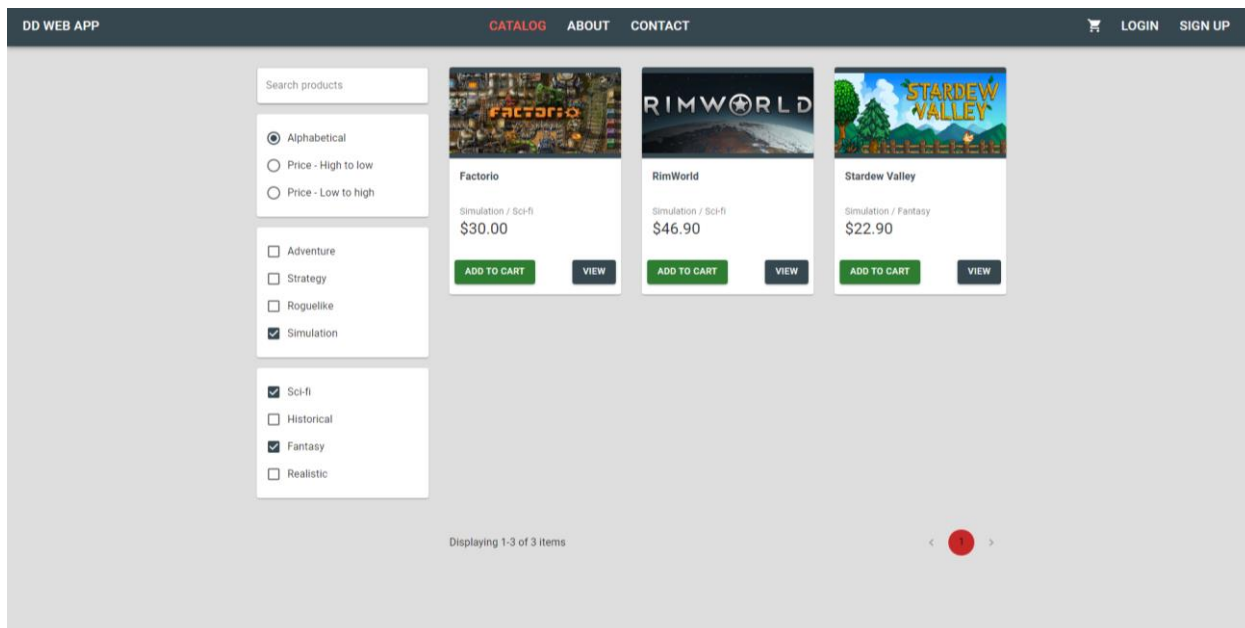 DD WEB APP
CATALOG ABOUT CONTACT
LOGIN SIGN UP
Search products
Alphabetical
Price - High to low
Price - Low to high
Adventure
Strategy
Roguelike
Simulation
Sci-fi
Historical
Fantasy
Realistic
FACTORIO
Factorio
Simulation / Sci-fi
$30.00
ADD TO CART VIEW
RIMWORLD
RimWorld
Simulation / Sci-fi
$46.90
ADD TO CART VIEW
STARDEW
VALLEY
Stardew Valley
Simulation / Fantasy
$22.90
ADD TO CART VIEW
Displaying 1-3 of 3 items
< 1 >